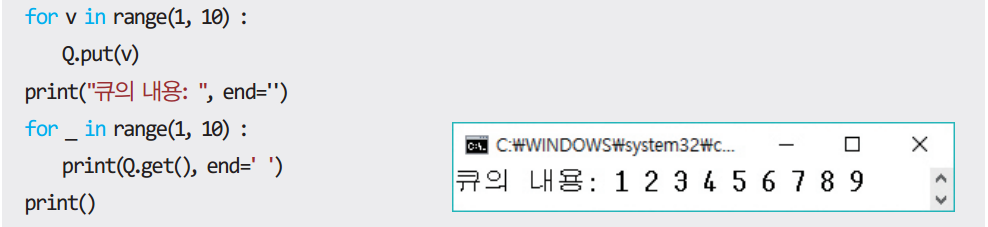 for v in range(1, 10) :
    Q.put(v)
print("큐의 내용: ", end='')
for _ in range(1, 10) :
    print(Q.get(), end=' ')
print()
C:₩WINDOWS₩system32₩c...
큐의 내용: 1 2 3 4 5 6 7 8 9